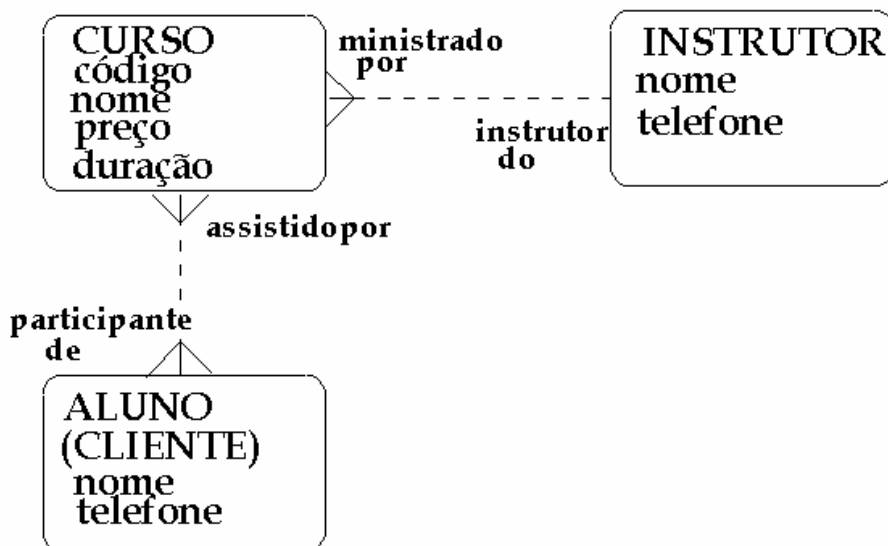 CURSO
código
nome
preço
duração
ministrado
por
instrutor
do
INSTRUTOR
nome
telefone
assistidopor
participante
de
ALUNO
(CLIENTE)
nome
telefone